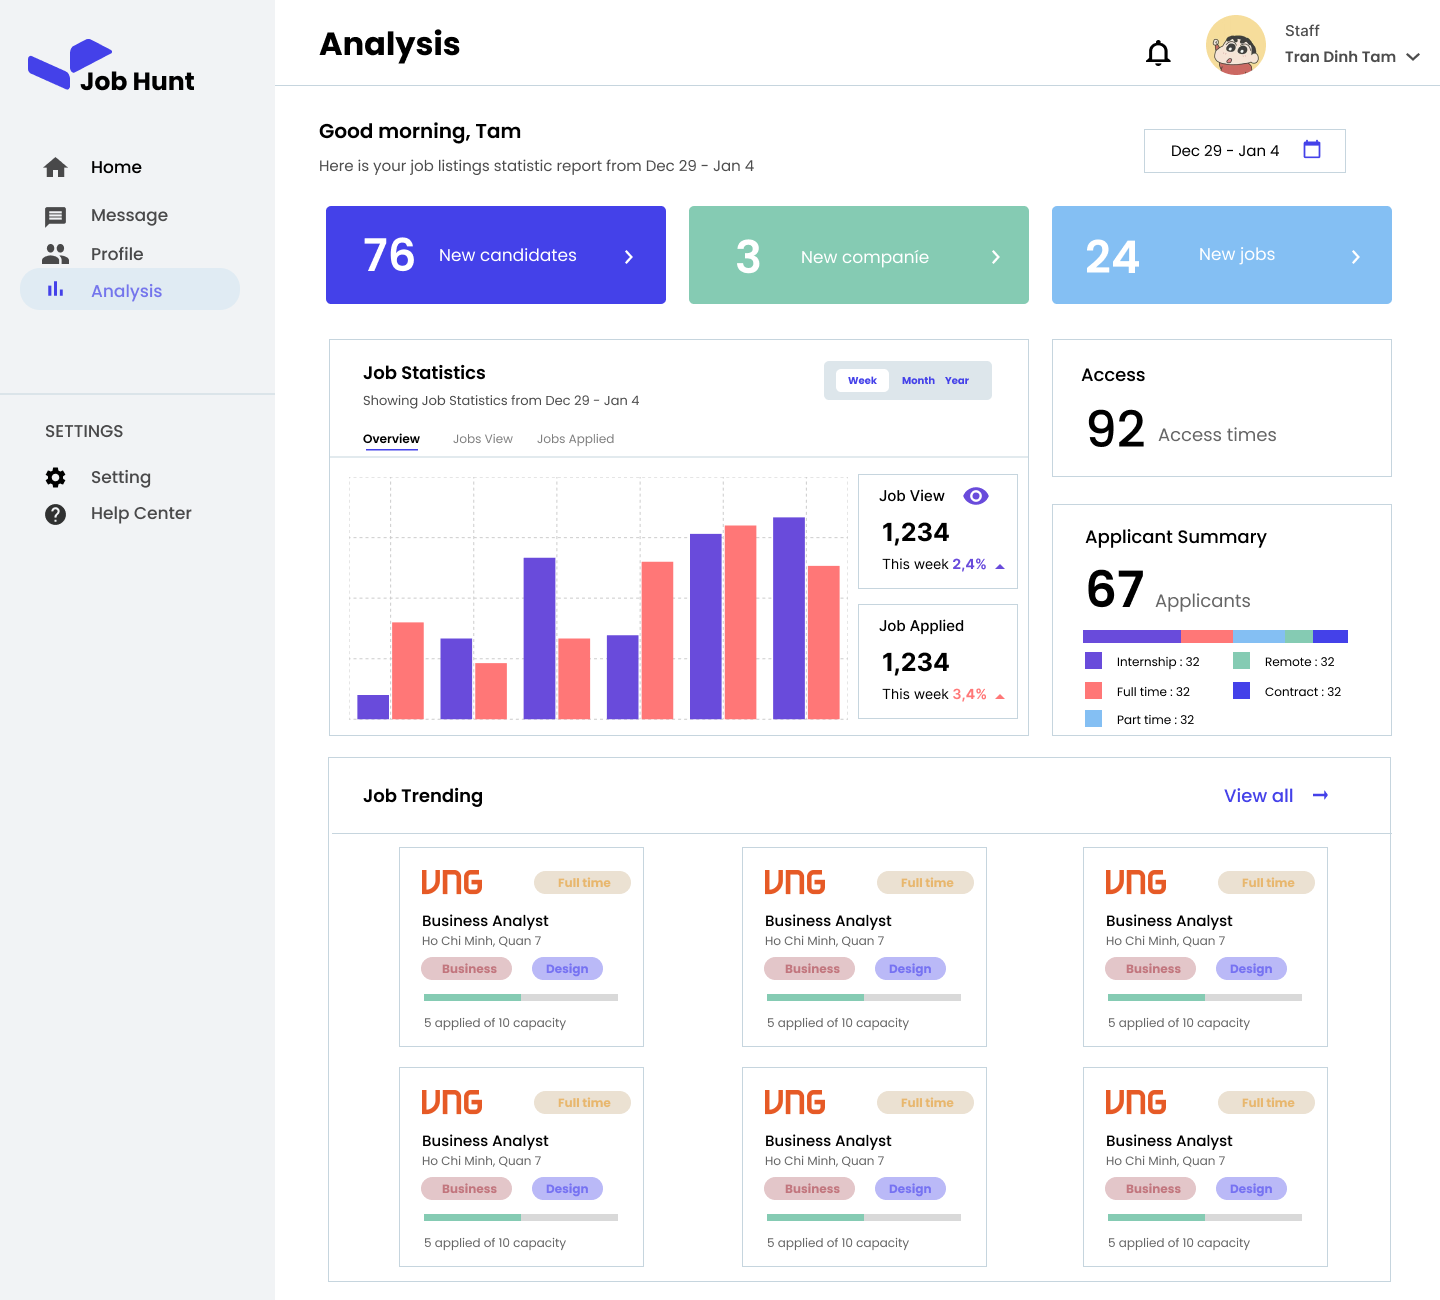 Job Hunt
Home
Message
Profile
Analysis
SETTINGS
Setting
Help Center
Analysis
Staff
Tran Dinh Tam
Good morning, Tam
Here is your job listings statistic report from Dec 29 - Jan 4
Dec 29 - Jan 4
76 New candidates
3 New companíe
24 New jobs
Job Statistics
Showing Job Statistics from Dec 29 - Jan 4
Week Month Year
Overview Jobs View Jobs Applied
Job View
1,234
This week 2,4%
Job Applied
1,234
This week 3,4%
Access
92 Access times
Applicant Summary
67 Applicants
Internship : 32 Remote : 32
Full time : 32 Contract : 32
Part time : 32
Job Trending
View all
VNG Full time
Business Analyst
Ho Chi Minh, Quan 7
Business Design
5 applied of 10 capacity
VNG Full time
Business Analyst
Ho Chi Minh, Quan 7
Business Design
5 applied of 10 capacity
VNG Full time
Business Analyst
Ho Chi Minh, Quan 7
Business Design
5 applied of 10 capacity
VNG Full time
Business Analyst
Ho Chi Minh, Quan 7
Business Design
5 applied of 10 capacity
VNG Full time
Business Analyst
Ho Chi Minh, Quan 7
Business Design
5 applied of 10 capacity
VNG Full time
Business Analyst
Ho Chi Minh, Quan 7
Business Design
5 applied of 10 capacity